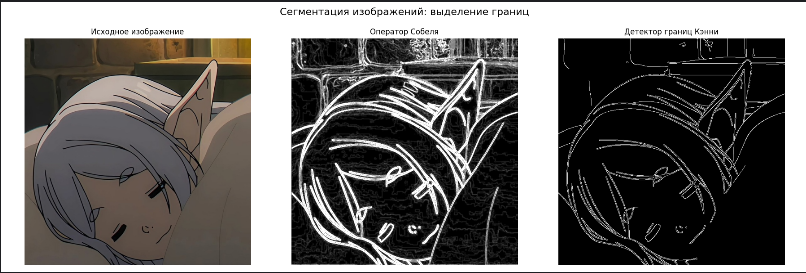 Сегментация изображений: выделение границ
Исходное изображение
Оператор Собеля
Детектор границ Кэнни